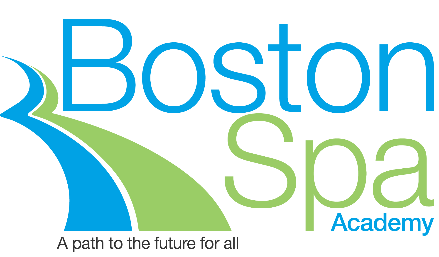 Boston
Spa
Academy
A path to the future for all